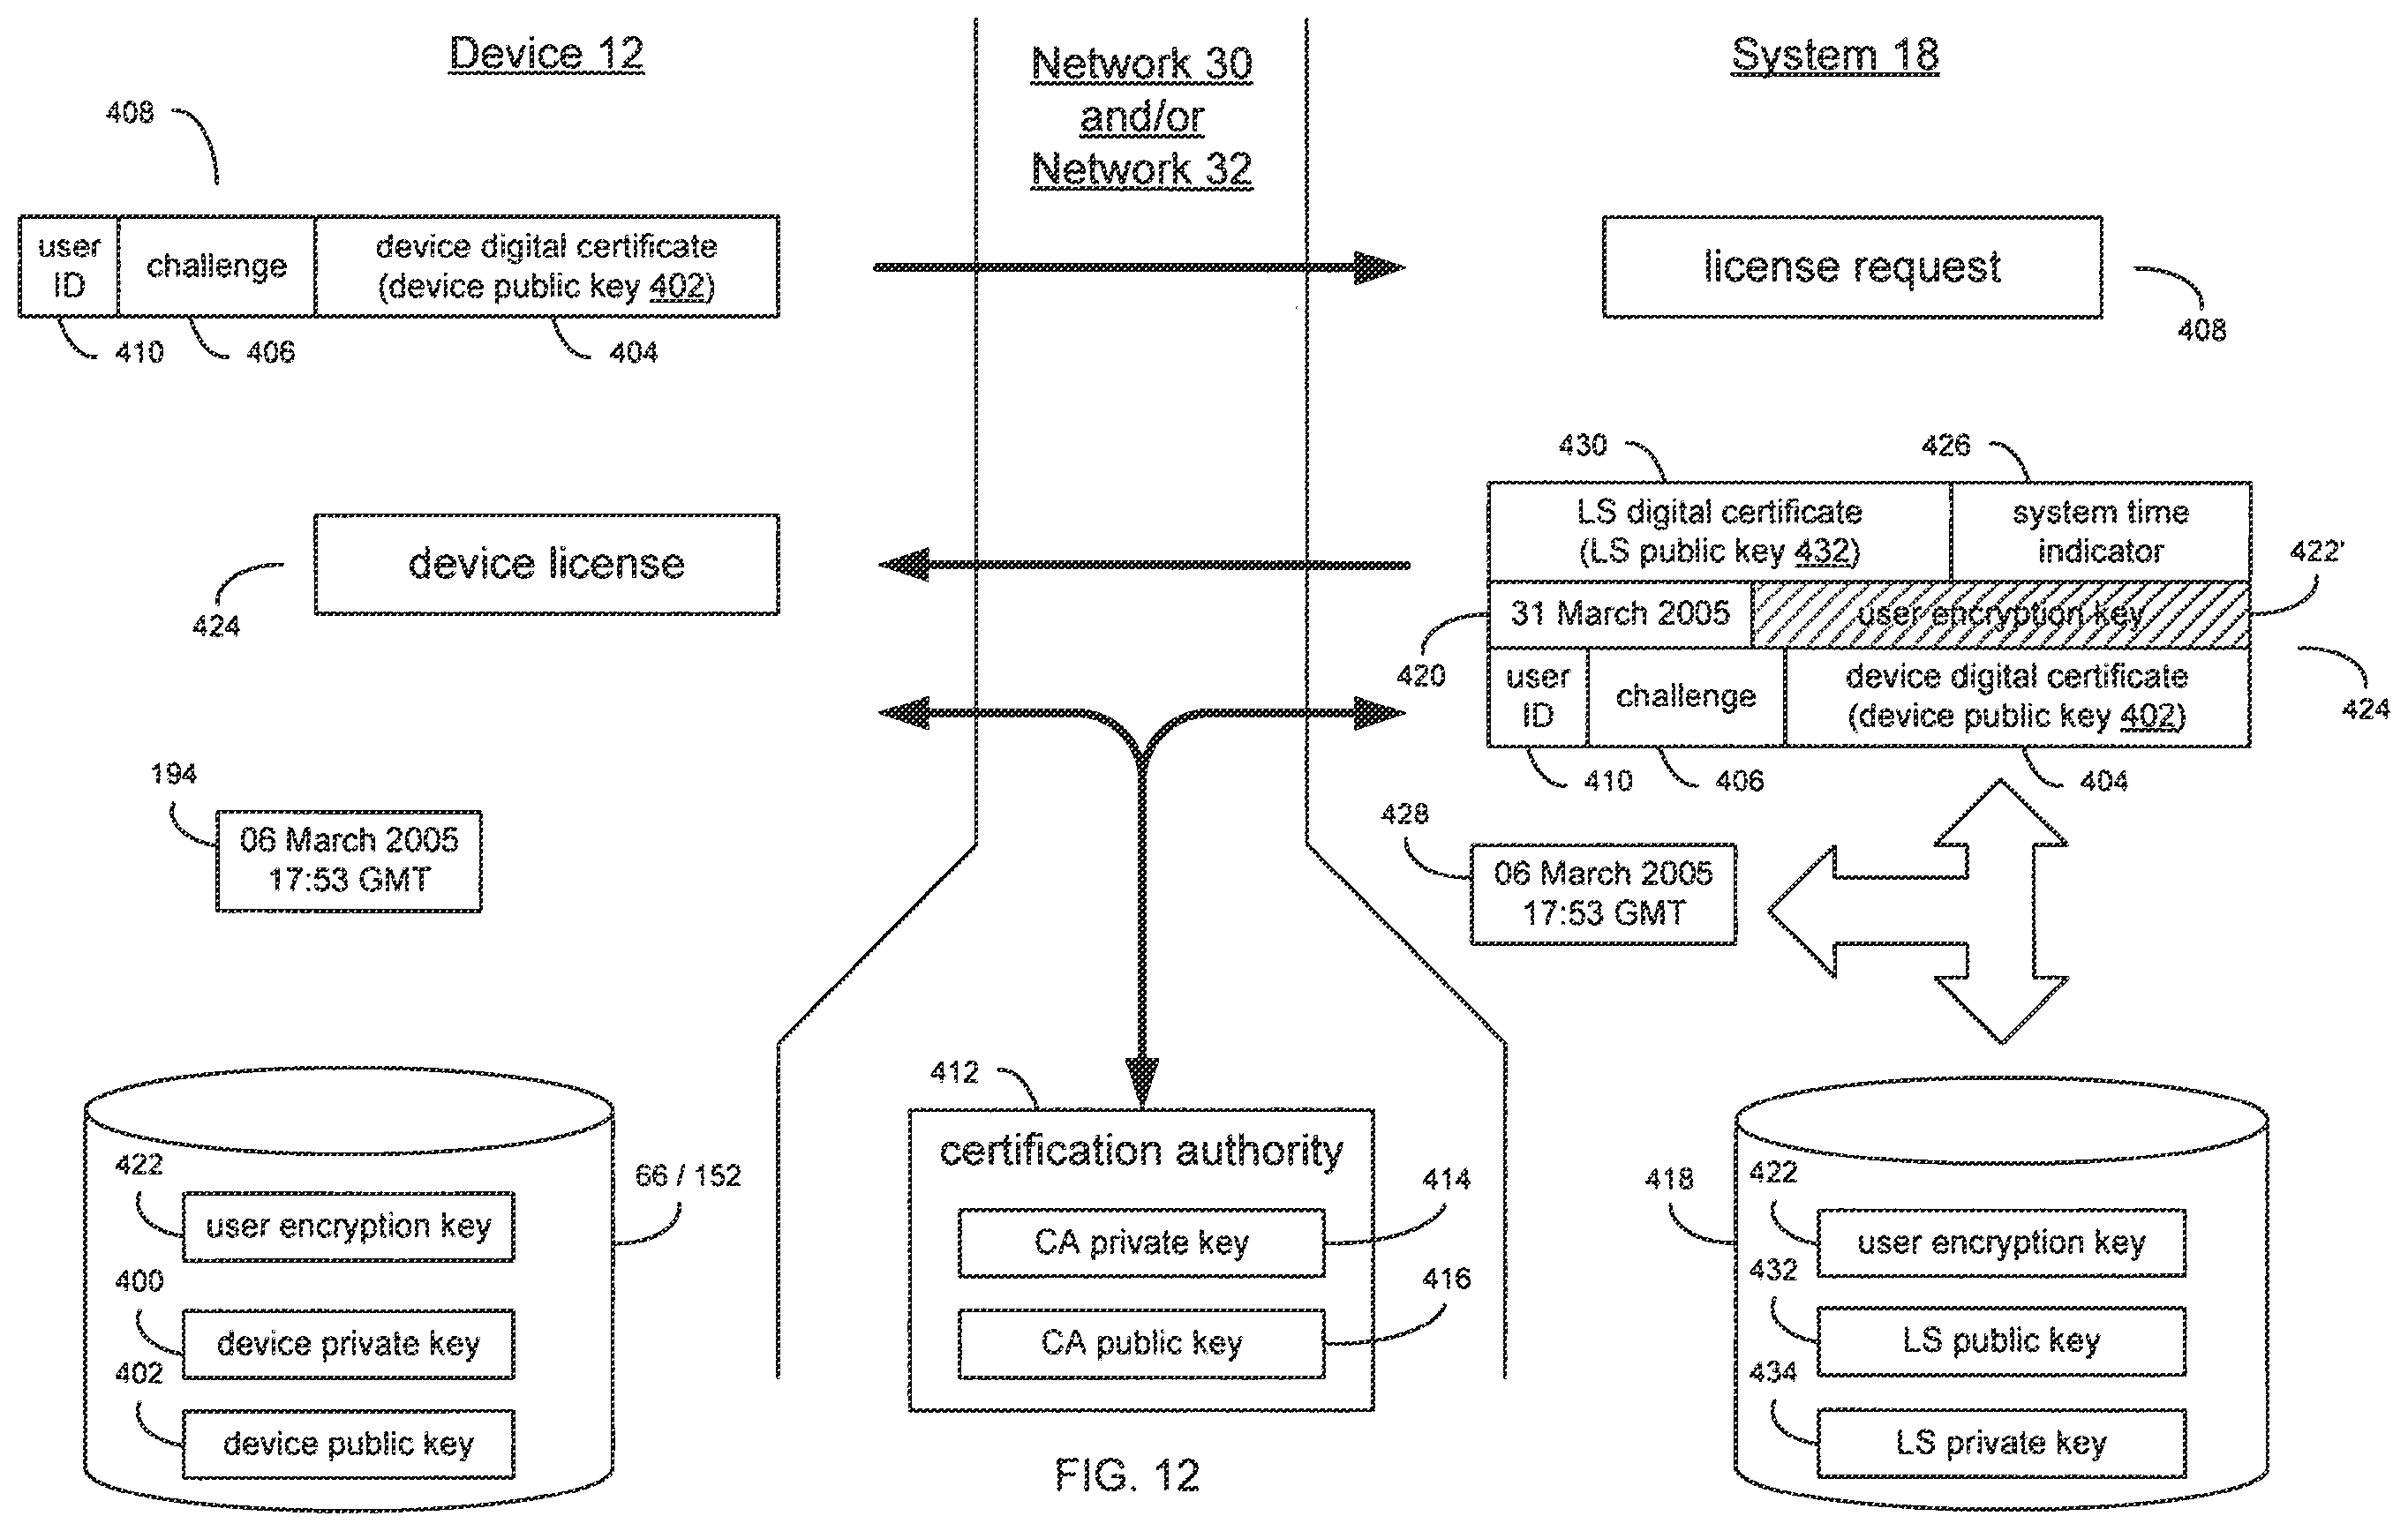 Device 12
Network 30
and/or
Network 32
System 18
408
user
ID
challenge
device digital certificate
(device public key 402)
license request
410
406
404
408
430
426
LS digital certificate
(LS public key 432)
system time
indicator
422'
device license
31 March 2005
user encryption key
424
420
user
ID
challenge
device digital certificate
(device public key 402)
424
410
406
404
194
06 March 2005
17:53 GMT
428
06 March 2005
17:53 GMT
412
certification authority
422
user encryption key
66 / 152
414
CA private key
418
422
user encryption key
400
device private key
416
CA public key
432
LS public key
402
device public key
434
LS private key
FIG. 12